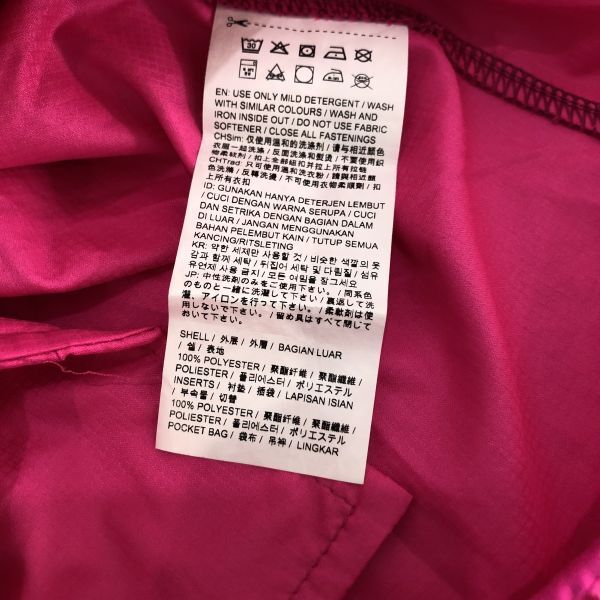 30
EN: USE ONLY MILD DETERGENT / WASH
WITH SIMILAR COLOURS / WASH AND
IRON INSIDE OUT / DO NOT USE FABRIC
SOFTENER / CLOSE ALL FASTENINGS
CHSim: 仅使用温和的洗涤剂 / 请与相近颜色
衣服一起洗涤 / 反面洗涤和熨烫 / 不要使用织
物柔软剂 / 扣上全部纽扣并拉上所有拉链
CHTrad: 只可使用溫和洗衣粉 / 請與相近顏
色洗精 / 反轉洗燙 / 不可使用衣物柔順劑 / 扣
上所有衣扣
ID: GUNAKAN HANYA DETERJEN LEMBUT
/ CUCI DENGAN WARNA SERUPA / CUCI
DAN SETRIKA DENGAN BAGIAN DALAM
DI LUAR / JANGAN MENGGUNAKAN
BAHAN PELEMBUT KAIN / TUTUP SEMUA
KANCING/RITSLETING
KR: 약한 세제만 사용할 것 / 비슷한 색깔의 옷
감과 함께 세탁 / 뒤집어 세탁 및 다림질 / 섬유
유연제 사용 금지 / 모든 여밈을 잠그세요
JP: 中性洗剤のみをご使用下さい。 / 同系色
のものと一緒に洗濯して下さい / 裏返して洗
濯、アイロンを行って下さい。 / 柔軟剤は使
用しないで下さい。 / 留め具はすべて閉じて
おいて下さい。
SHELL / 外层 / 外層 / BAGIAN LUAR
/ 쉘 / 表地
100% POLYESTER / 聚酯纤维 / 聚酯纖維 /
POLIESTER / 폴리에스터 / ポリエステル
INSERTS / 衬垫 / 插袋 / LAPISAN ISIAN
/ 부속물 / 切替
100% POLYESTER / 聚酯纤维 / 聚酯纖維 /
POLIESTER / 폴리에스터 / ポリエステル
POCKET BAG / 袋布 / LINGKAR